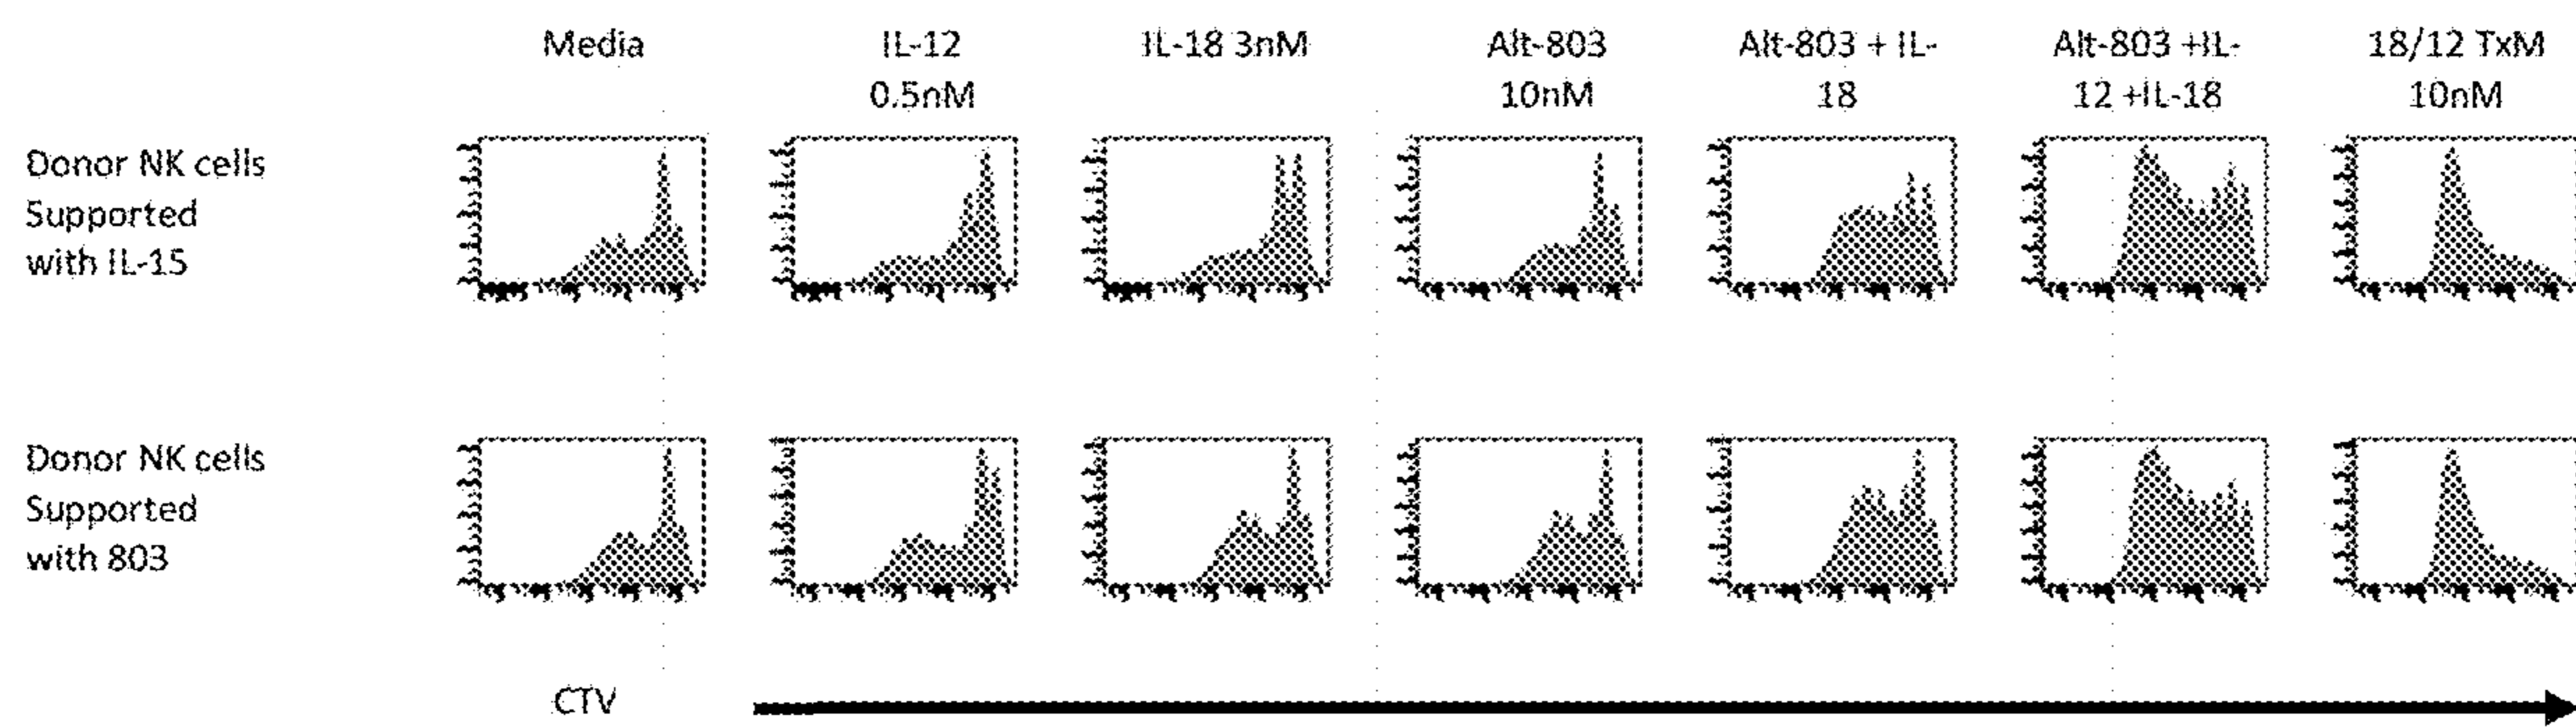 Media
IL-12
0.5nM
IL-18 3nM
Alt-803
10nM
Alt-803 + IL-
18
Alt-803 +IL-
12 +IL-18
18/12 TxM
10nM
Donor NK cells
Supported
with IL-15
Donor NK cells
Supported
with 803
CTV